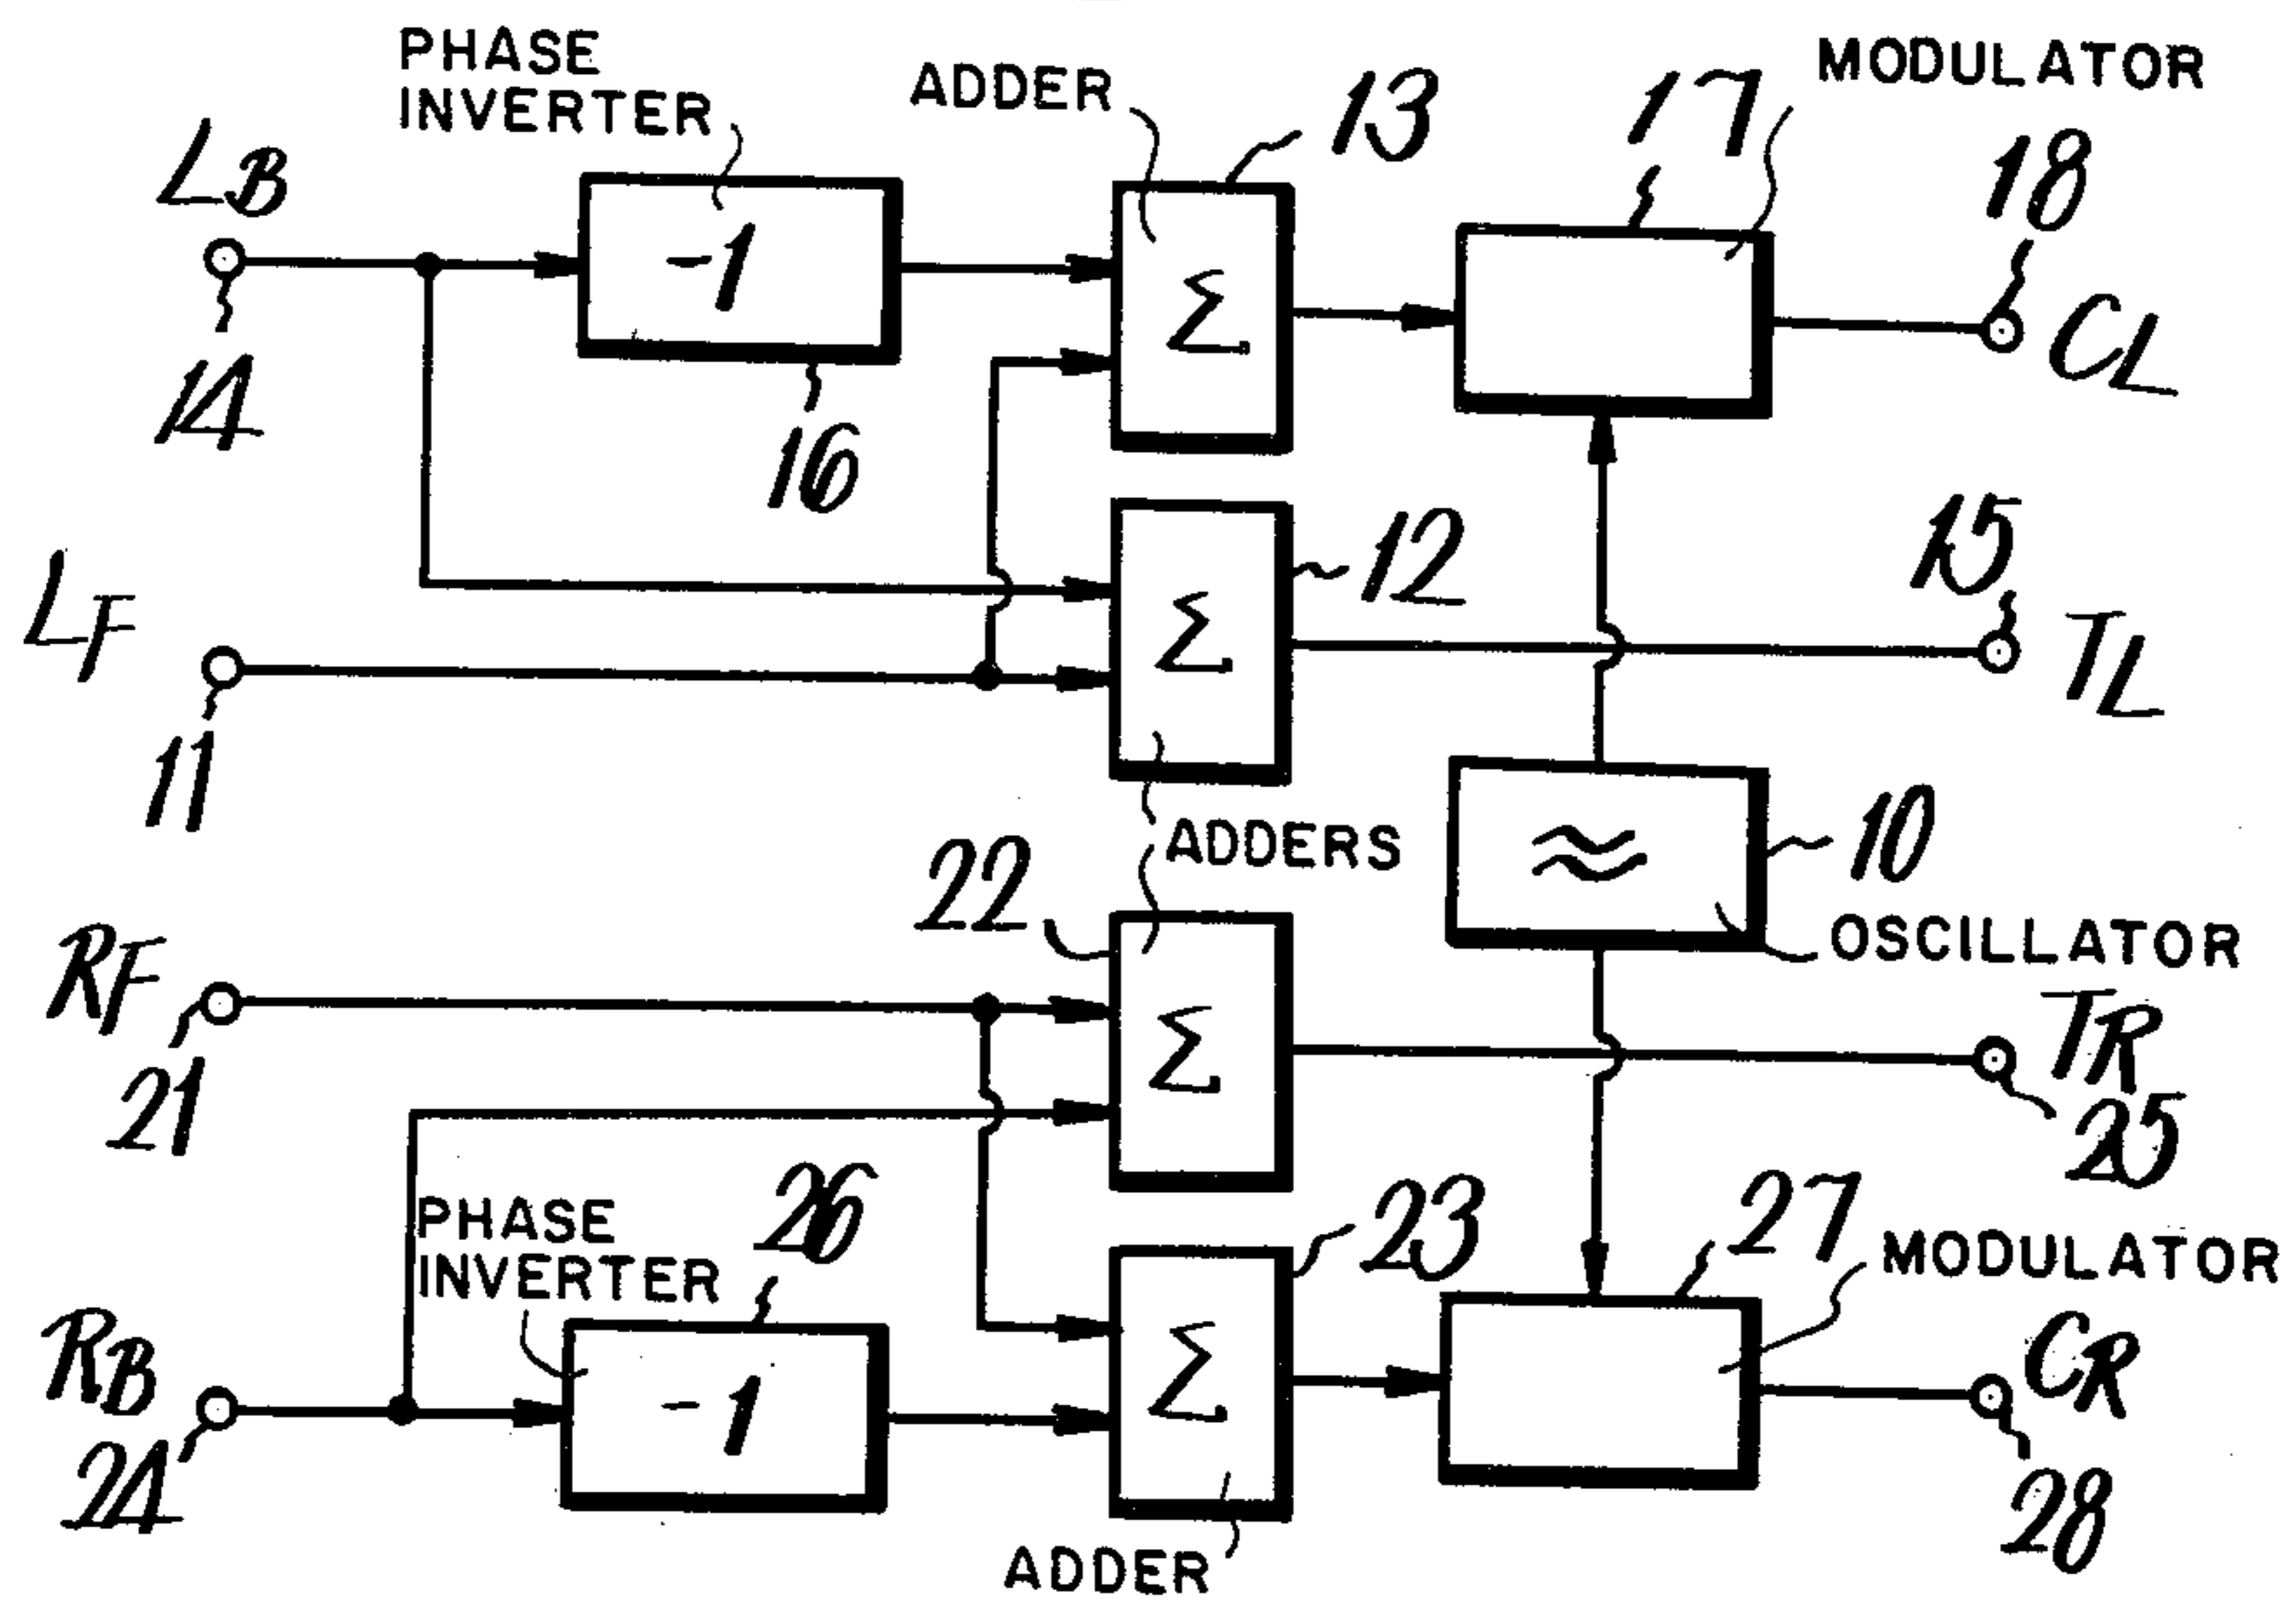 PHASE
INVERTER
ADDER
13
17
MODULATOR
18
LB
14
-1
16
Σ
CL
LF
11
12
Σ
15
TL
ADDERS
10
≈
OSCILLATOR
22
RF
21
Σ
TR
25
PHASE
INVERTER
26
23
27
MODULATOR
RB
24
-1
Σ
CR
28
ADDER